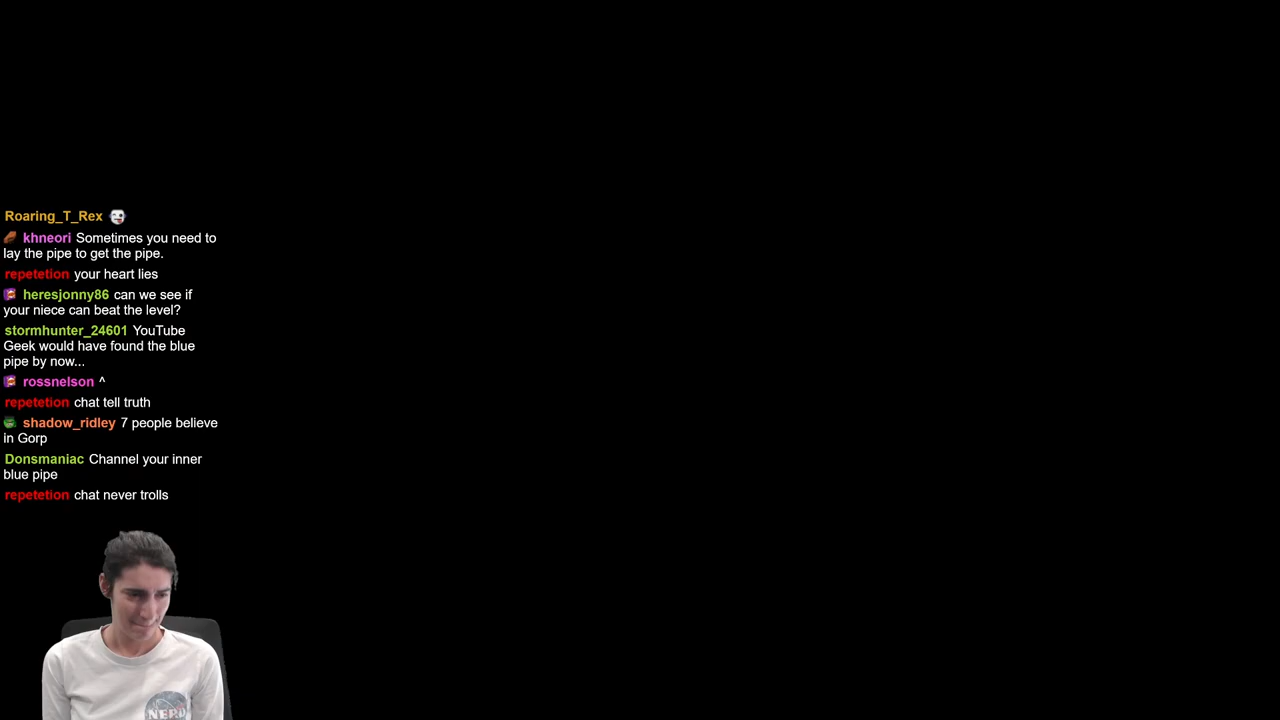 Roaring_T_Rex
khneori Sometimes you need to
lay the pipe to get the pipe.
repetetion your heart lies
heresjonny86 can we see if
your niece can beat the level?
stormhunter_24601 YouTube
Geek would have found the blue
pipe by now...
rossnelson ^
repetetion chat tell truth
shadow_ridley 7 people believe
in Gorp
Donsmaniac Channel your inner
blue pipe
repetetion chat never trolls
NERD